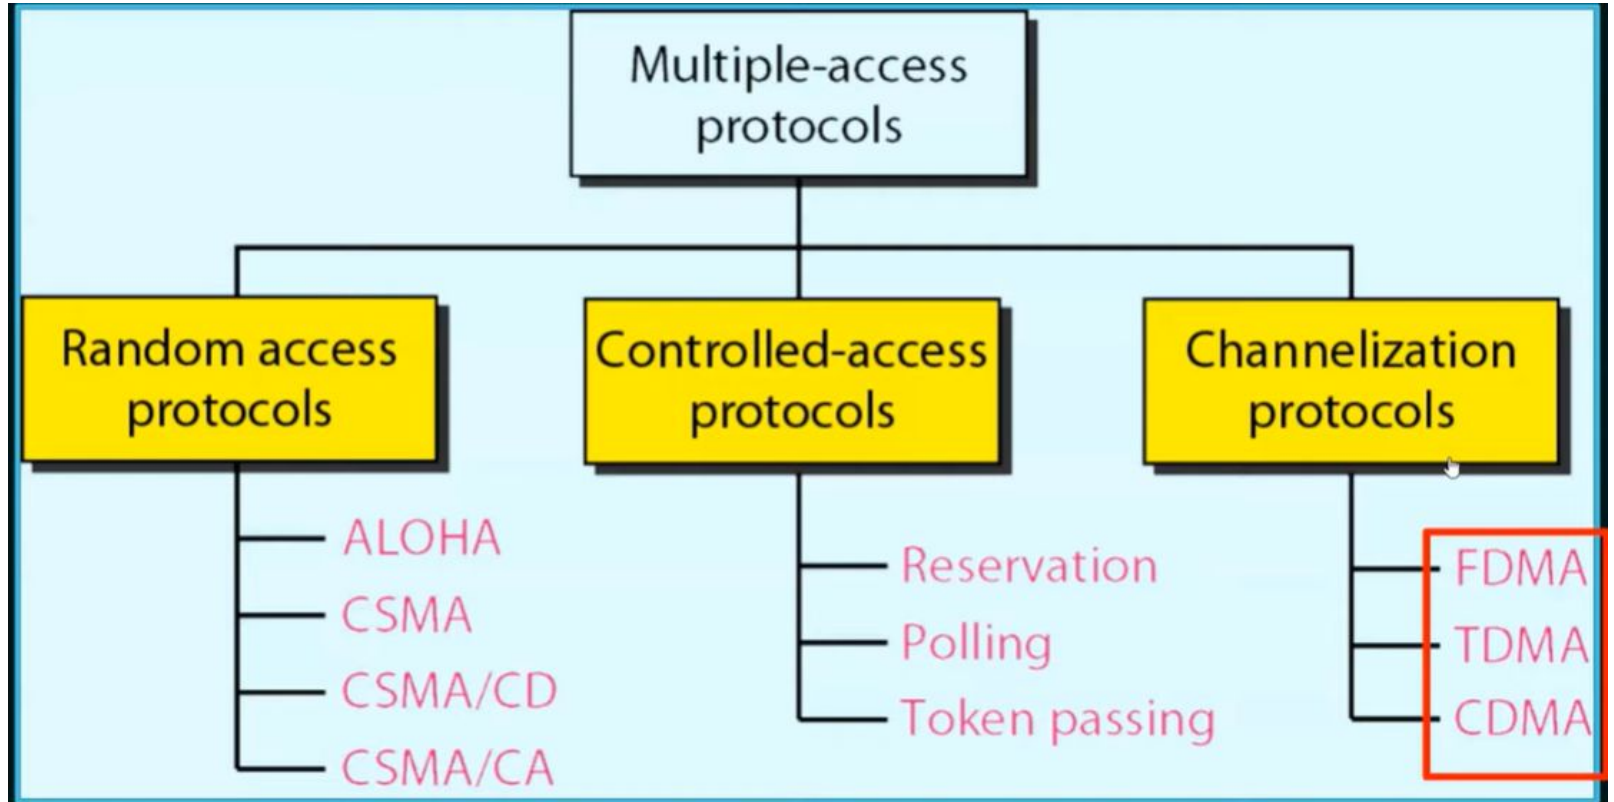 Multiple-access
protocols
Random access
protocols
Controlled-access
protocols
Channelization
protocols
ALOHA
CSMA
CSMA/CD
CSMA/CA
Reservation
Polling
Token passing
FDMA
TDMA
CDMA